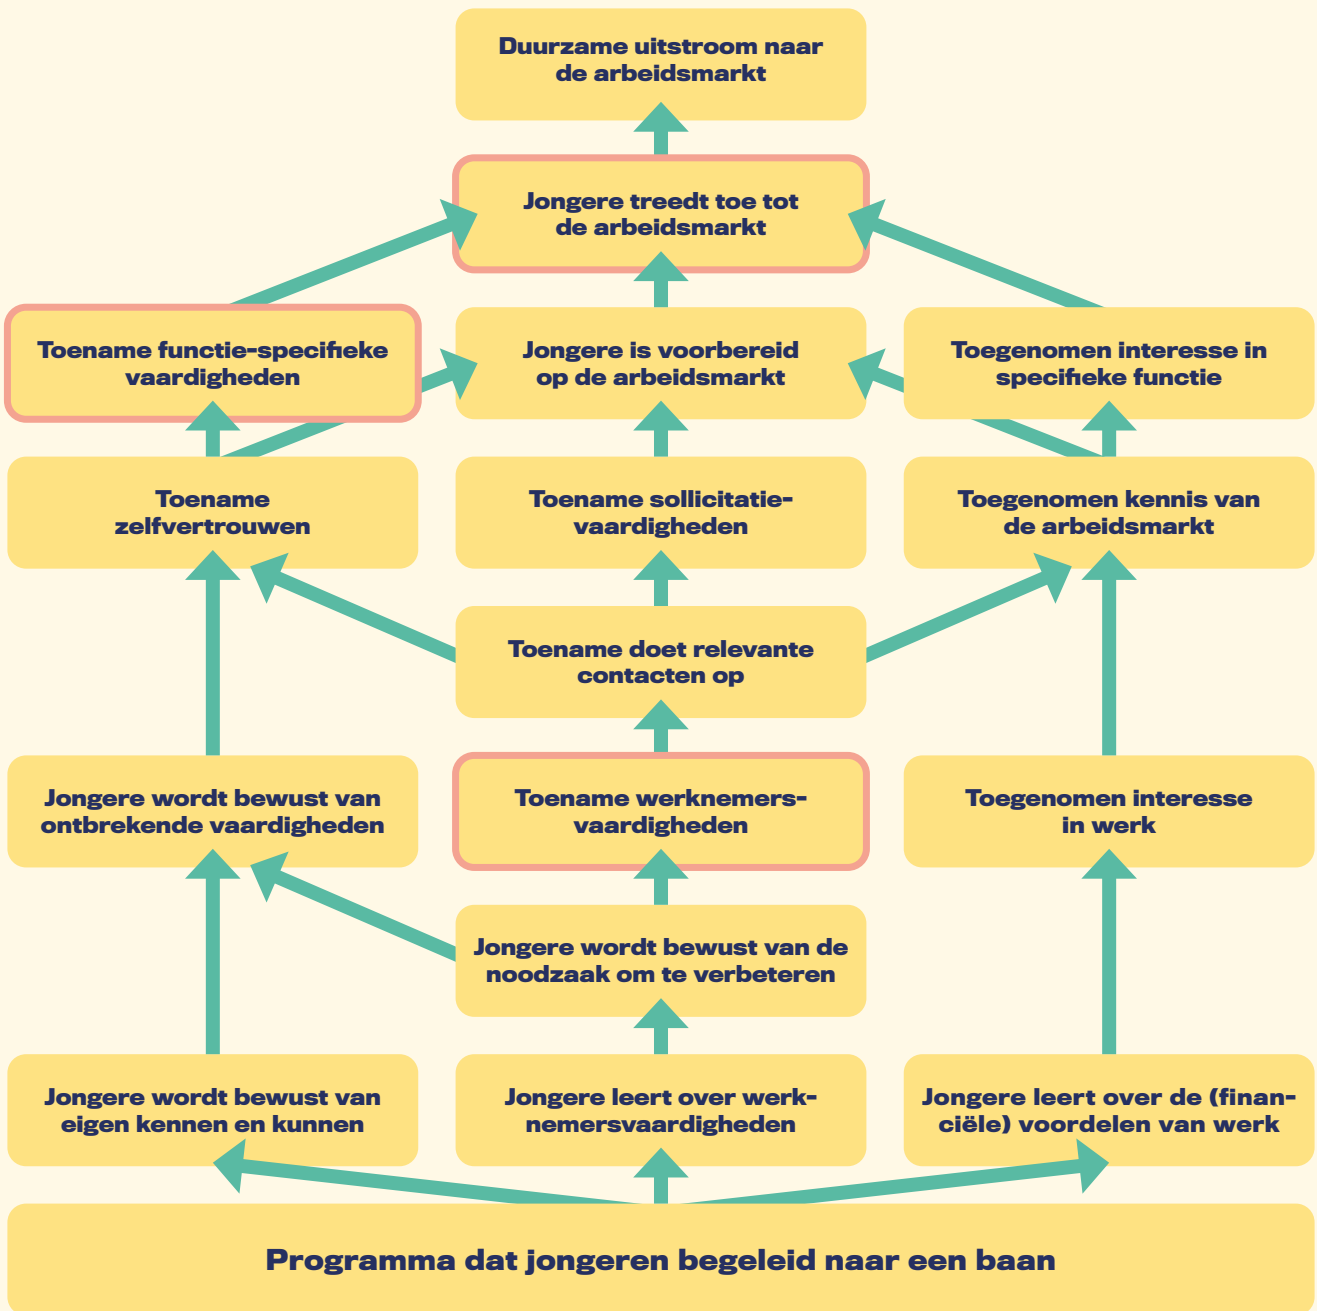 Duurzame uitstroom naar
de arbeidsmarkt
Jongere treedt toe tot
de arbeidsmarkt
Toename functie-specifieke
vaardigheden
Jongere is voorbereid
op de arbeidsmarkt
Toegenomen interesse in
specifieke functie
Toename
zelfvertrouwen
Toename sollicitatie-
vaardigheden
Toegenomen kennis van
de arbeidsmarkt
Toename doet relevante
contacten op
Jongere wordt bewust van
ontbrekende vaardigheden
Toename werknemers-
vaardigheden
Toegenomen interesse
in werk
Jongere wordt bewust van de
noodzaak om te verbeteren
Jongere wordt bewust van
eigen kennen en kunnen
Jongere leert over werk-
nemersvaardigheden
Jongere leert over de (finan-
ciële) voordelen van werk
Programma dat jongeren begeleid naar een baan